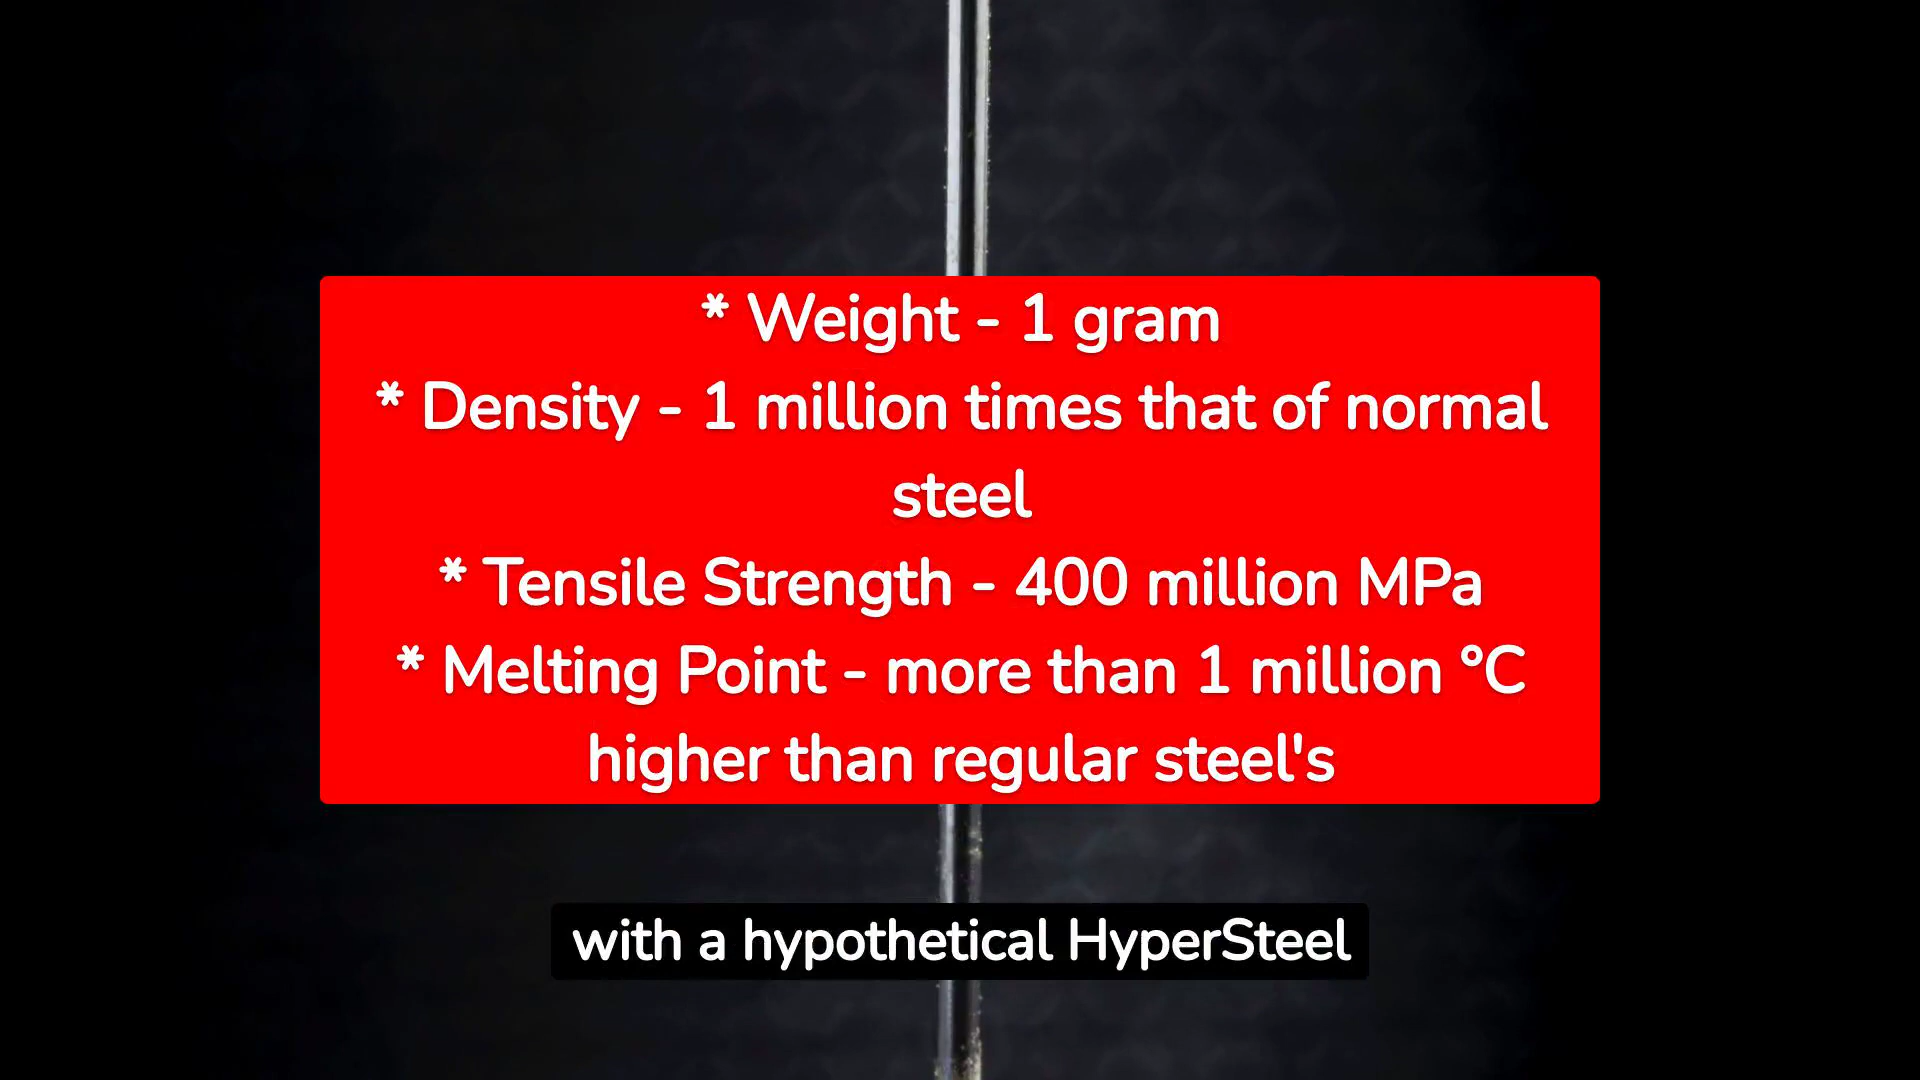 * Weight - 1 gram
* Density - 1 million times that of normal
steel
* Tensile Strength - 400 million MPa
* Melting Point - more than 1 million °C
higher than regular steel's
with a hypothetical HyperSteel